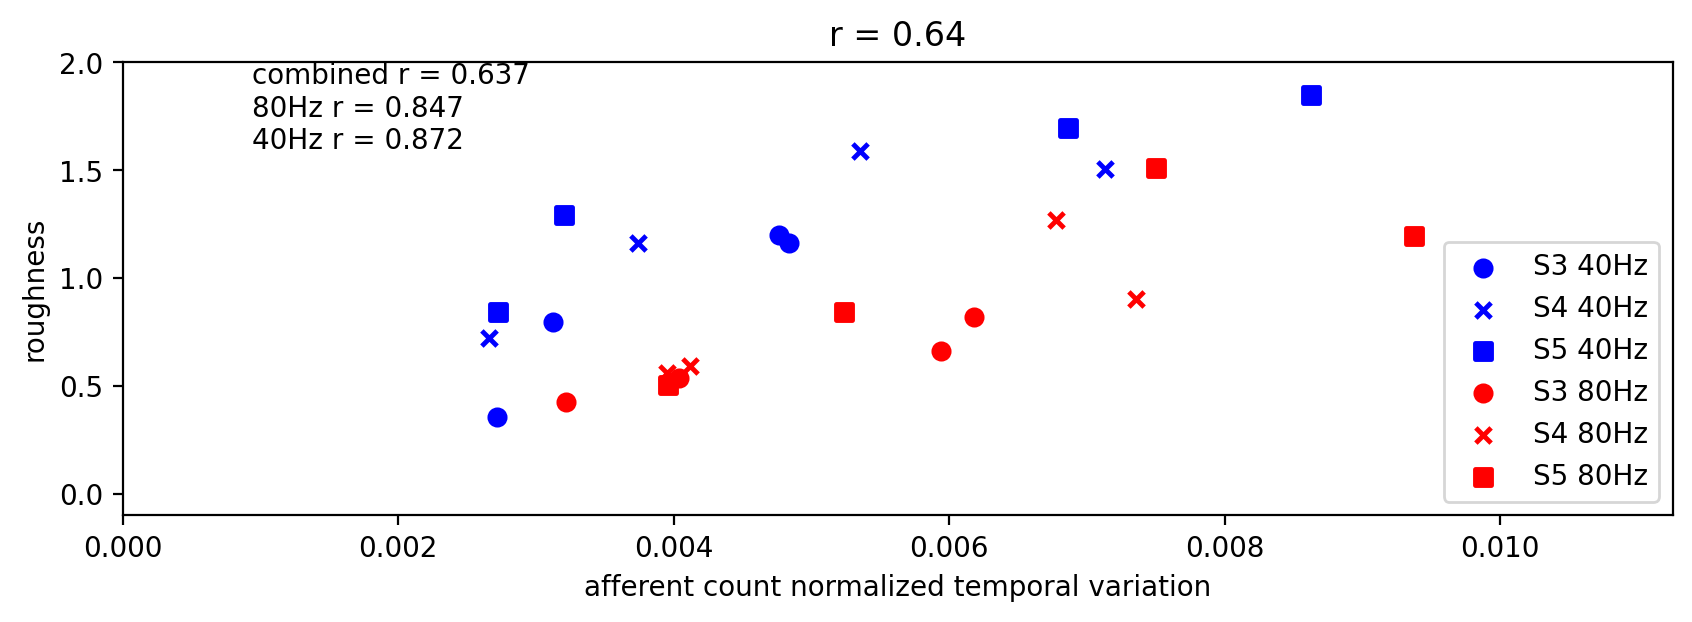 r = 0.64
combined r = 0.637
80Hz r = 0.847
40Hz r = 0.872
2.0
1.5
1.0
0.5
0.0
roughness
S3 40Hz
S4 40Hz
S5 40Hz
S3 80Hz
S4 80Hz
S5 80Hz
0.000 0.002 0.004 0.006 0.008 0.010
afferent count normalized temporal variation